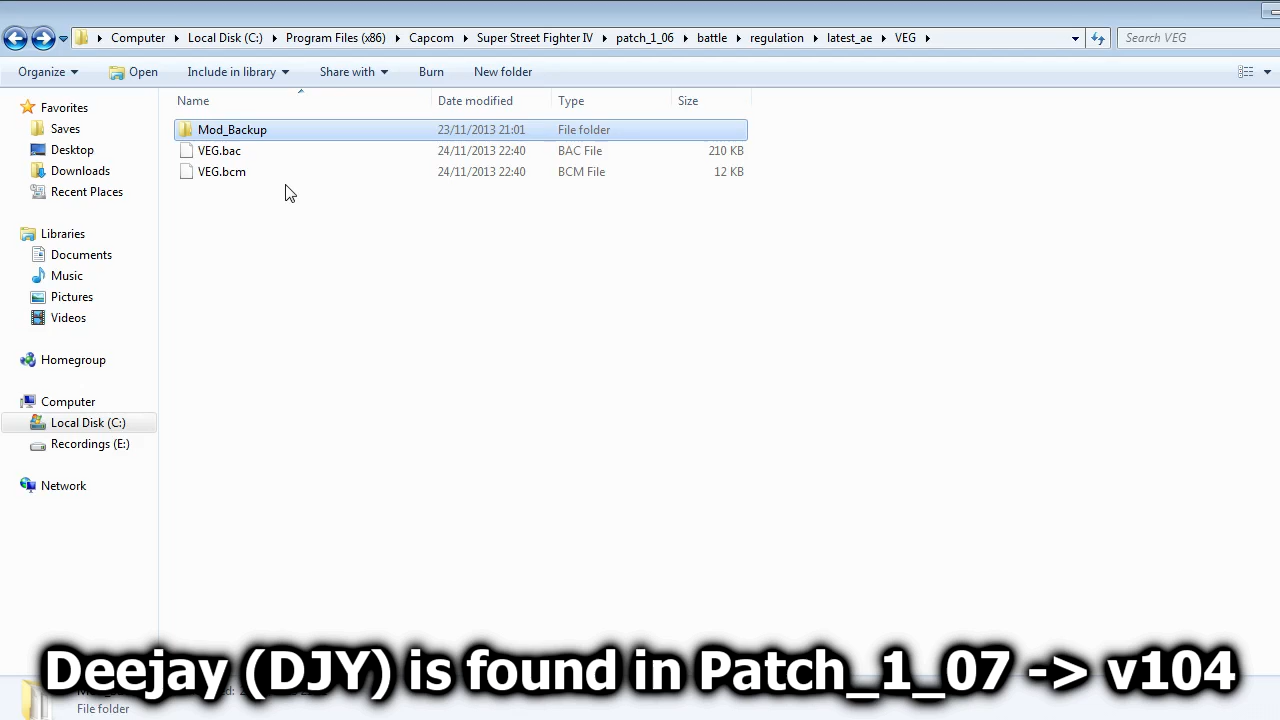 Computer Local Disk (C:) Program Files (x86) Capcom Super Street Fighter IV patch_1_06 battle regulation latest_ae VEG Search VEG
Organize Open Include in library Share with Burn New folder
Name Date modified Type Size
Favorites
Saves
Desktop
Downloads
Recent Places
Libraries
Documents
Music
Pictures
Videos
Homegroup
Computer
Local Disk (C:)
Recordings (E:)
Network
Mod_Backup 23/11/2013 21:01 File folder
VEG.bac 24/11/2013 22:40 BAC File 210 KB
VEG.bcm 24/11/2013 22:40 BCM File 12 KB
Deejay (DJY) is found in Patch_1_07 -> v104
File folder